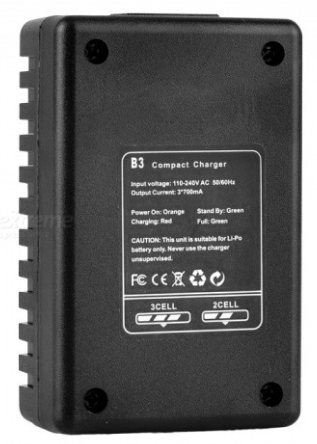 B3 Compact Charger
Input voltage: 110-240V AC 50/60Hz
Output Current: 3*700mA
Power On: Orange Stand By: Green
Charging: Red Full: Green
CAUTION: This unit is suitable for Li-Po
battery only. Never use the charger
unsupervised.
FC CE
3CELL 2CELL